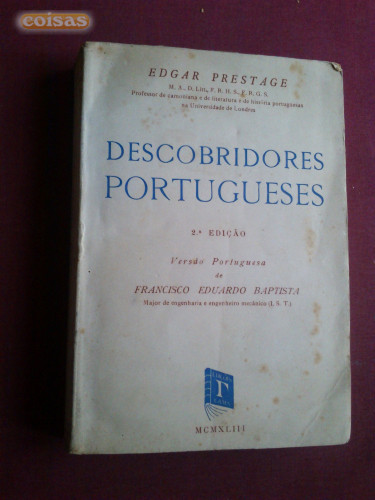 coisas
EDGAR PRESTAGE
M. A., D. Litt., F. R. H. S., F. R. G. S.
Professor de camoniana e de literatura e de história portuguesas
na Universidade de Londres
DESCOBRIDORES
PORTUGUESES
2.ª EDIÇÃO
Versão Portuguesa
de
FRANCISCO EDUARDO BAPTISTA
Major de engenharia e engenheiro mecânico (I. S. T.)
Γ
MCMXLIII